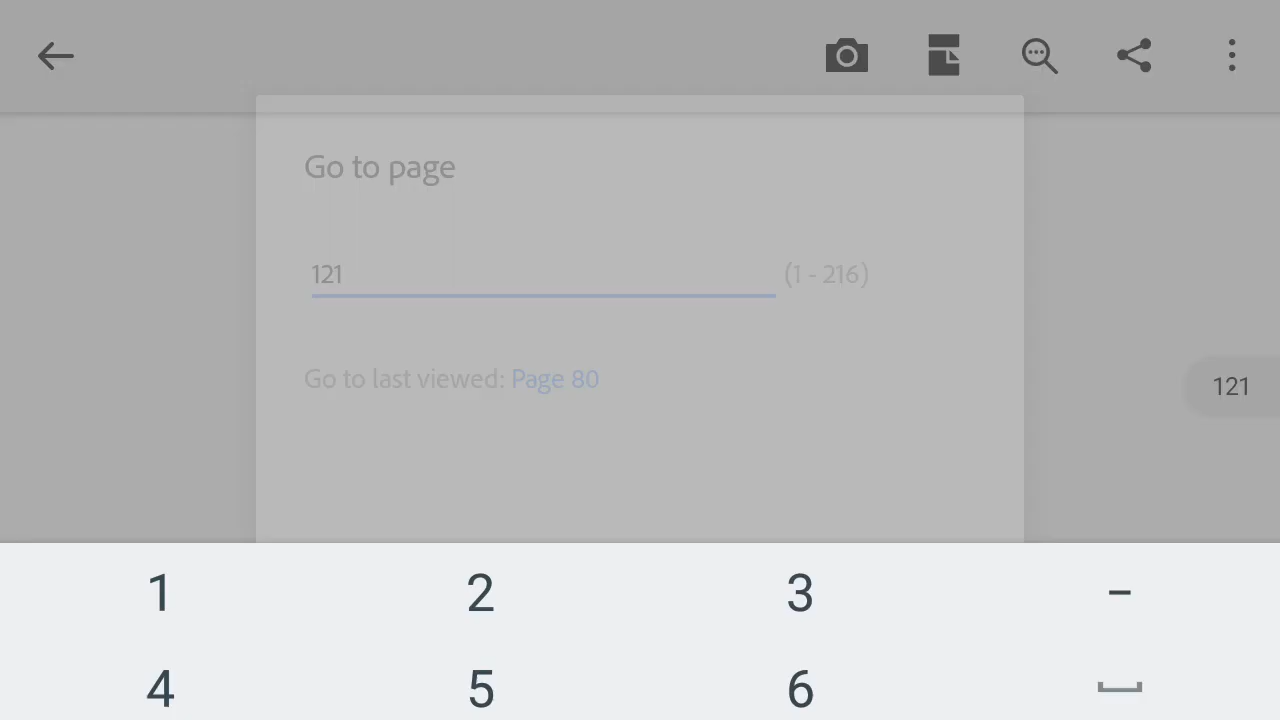 Go to page
121 (1 - 216)
Go to last viewed: Page 80
121
1 2 3 –
4 5 6